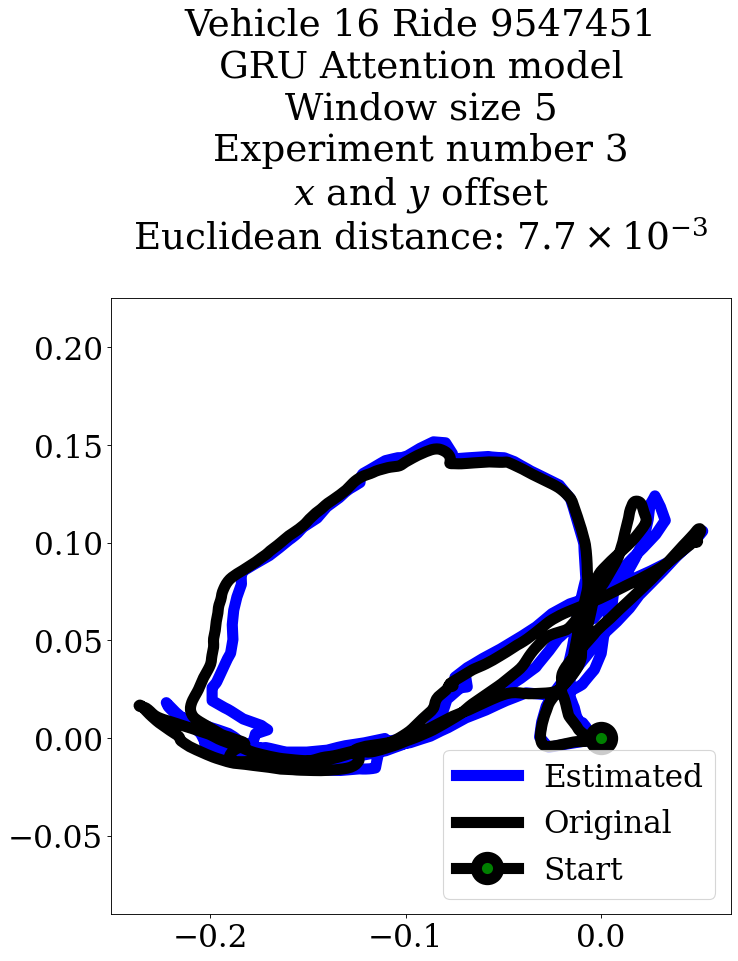 Vehicle 16 Ride 9547451
GRU Attention model
Window size 5
Experiment number 3
x and y offset
Euclidean distance: 7.7 × 10⁻³
0.20
0.15
0.10
0.05
0.00
−0.05
−0.2
−0.1
0.0
Estimated
Original
Start